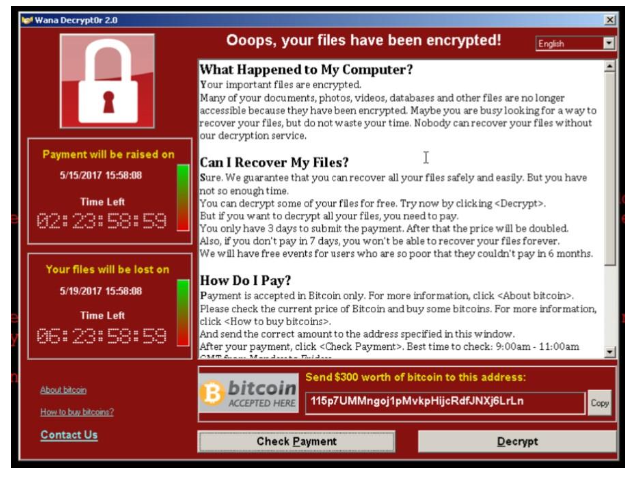 Wana Decrypt0r 2.0
Ooops, your files have been encrypted!
English
Payment will be raised on
5/15/2017 15:58:08
Time Left
02:23:58:59
Your files will be lost on
5/19/2017 15:58:08
Time Left
06:23:58:59
About bitcoin
How to buy bitcoins?
Contact Us
What Happened to My Computer?
Your important files are encrypted.
Many of your documents, photos, videos, databases and other files are no longer
accessible because they have been encrypted. Maybe you are busy looking for a way to
recover your files, but do not waste your time. Nobody can recover your files without
our decryption service.
Can I Recover My Files?
Sure. We guarantee that you can recover all your files safely and easily. But you have
not so enough time.
You can decrypt some of your files for free. Try now by clicking <Decrypt>.
But if you want to decrypt all your files, you need to pay.
You only have 3 days to submit the payment. After that the price will be doubled.
Also, if you don't pay in 7 days, you won't be able to recover your files forever.
We will have free events for users who are so poor that they couldn't pay in 6 months.
How Do I Pay?
Payment is accepted in Bitcoin only. For more information, click <About bitcoin>.
Please check the current price of Bitcoin and buy some bitcoins. For more information,
click <How to buy bitcoins>.
And send the correct amount to the address specified in this window.
After your payment, click <Check Payment>. Best time to check: 9:00am - 11:00am
GMT from Monday to Friday.
bitcoin
ACCEPTED HERE
Send $300 worth of bitcoin to this address:
115p7UMMngoj1pMvkpHijcRdfJNXj6LrLn
Copy
Check Payment
Decrypt